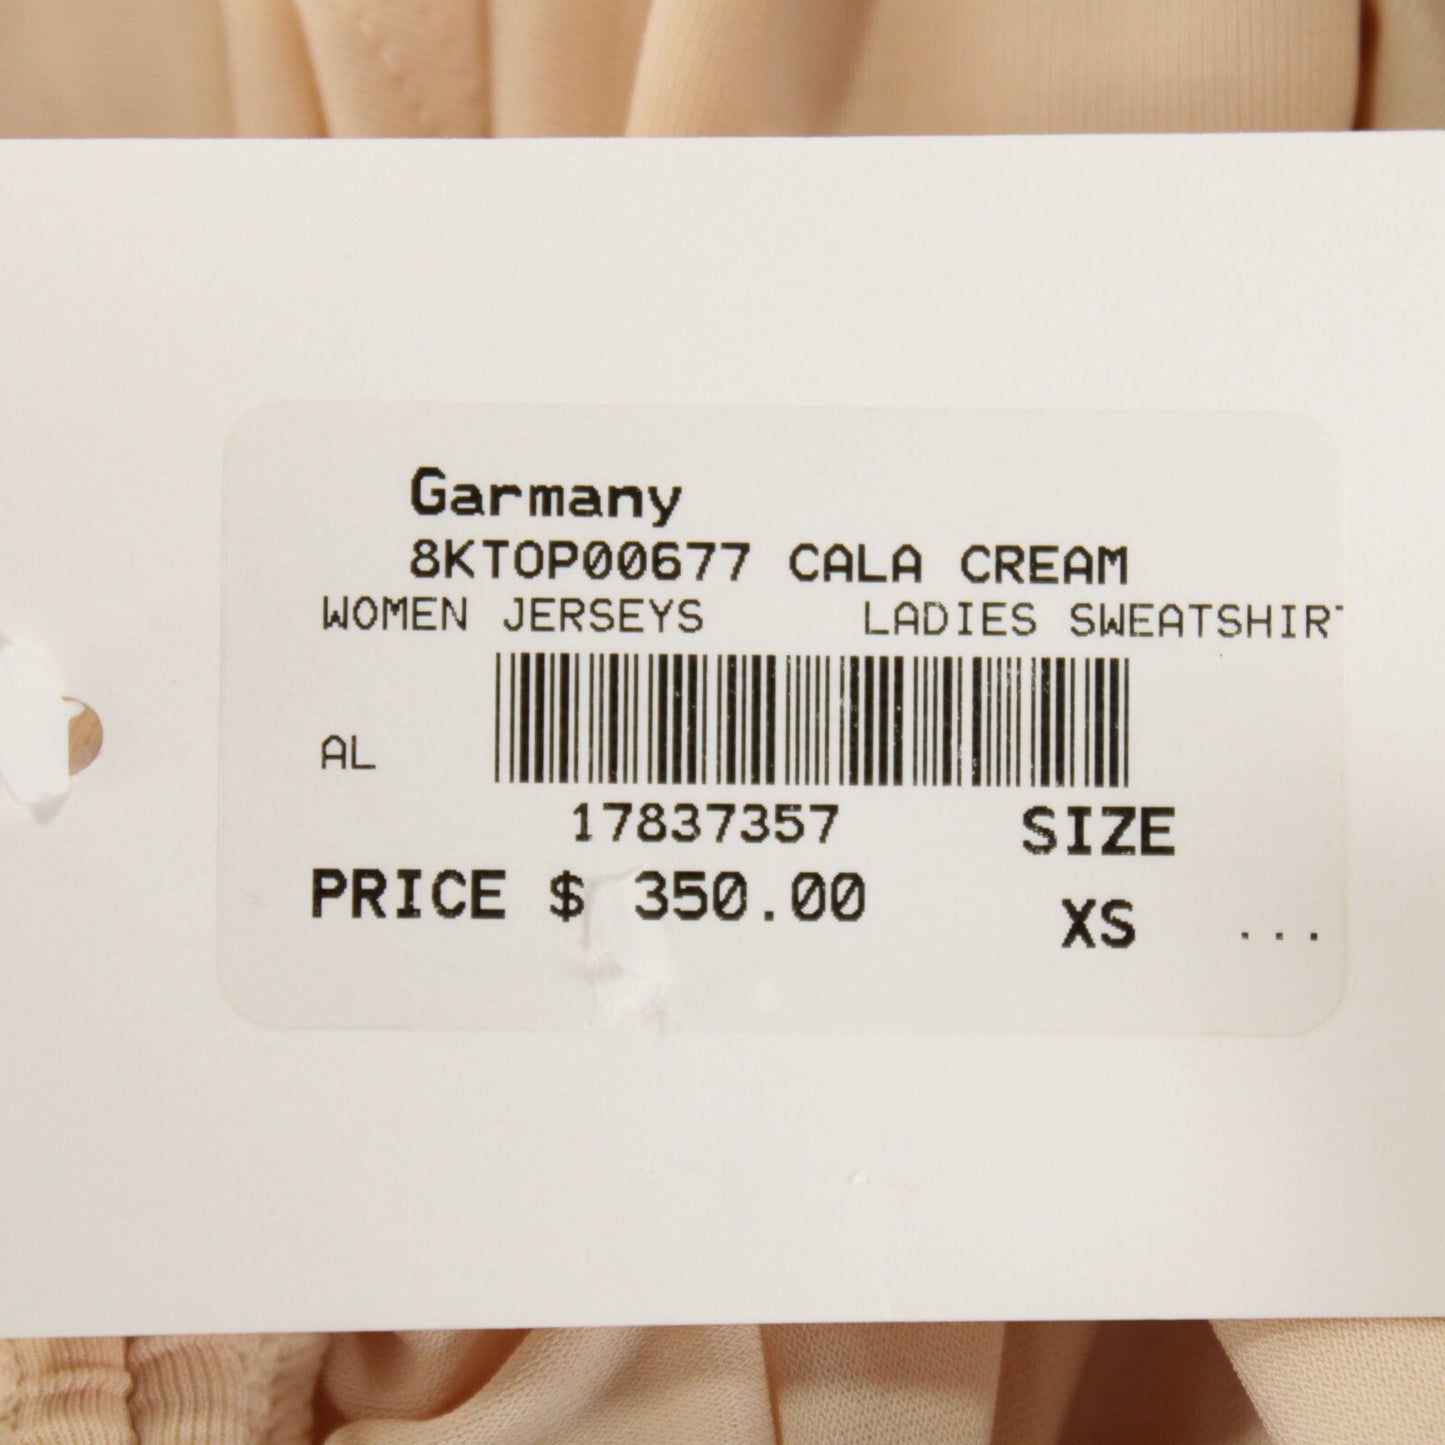 Garmany
8KTOP00677 CALA CREAM
WOMEN JERSEYS LADIES SWEATSHIRT
AL
17837357 SIZE
PRICE $ 350.00 XS ...